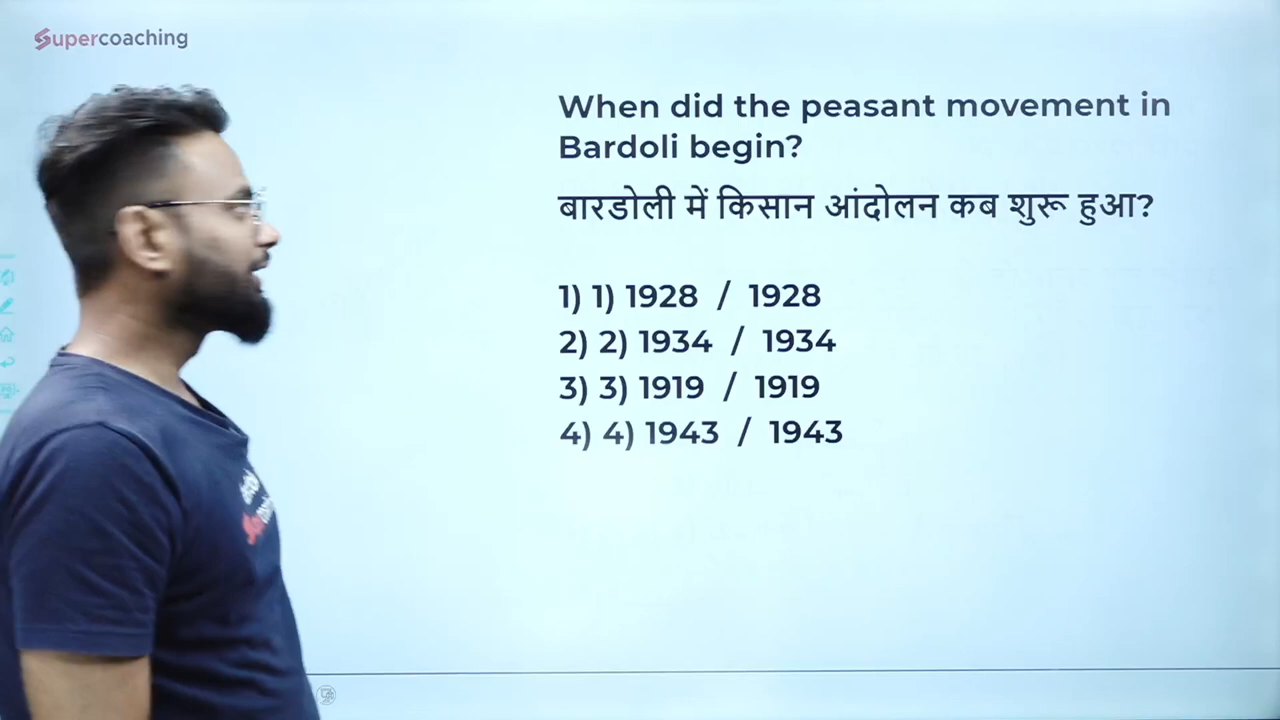 Supercoaching
When did the peasant movement in
Bardoli begin?
बारडोली में किसान आंदोलन कब शुरू हुआ?
1) 1) 1928 / 1928
2) 2) 1934 / 1934
3) 3) 1919 / 1919
4) 4) 1943 / 1943